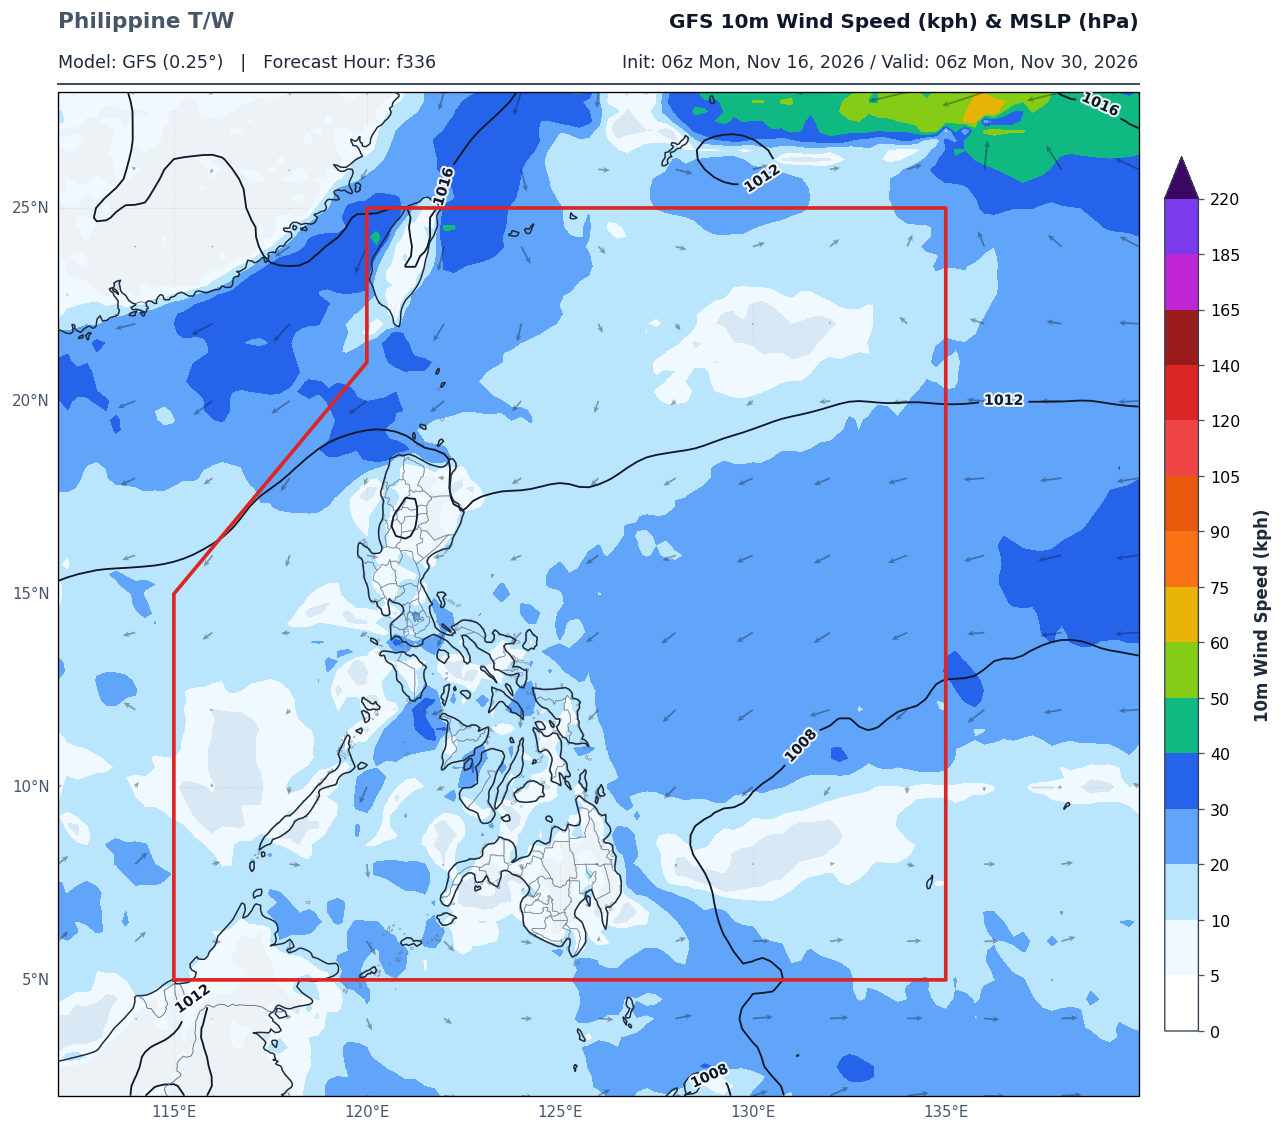 Philippine T/W
GFS 10m Wind Speed (kph) & MSLP (hPa)
Model: GFS (0.25°) | Forecast Hour: f336
Init: 06z Mon, Nov 16, 2026 / Valid: 06z Mon, Nov 30, 2026
1016
1016
1012
1012
1008
1012
1008
25°N
20°N
15°N
10°N
5°N
115°E
120°E
125°E
130°E
135°E
220
185
165
140
120
105
90
75
60
50
40
30
20
10
5
0
10m Wind Speed (kph)